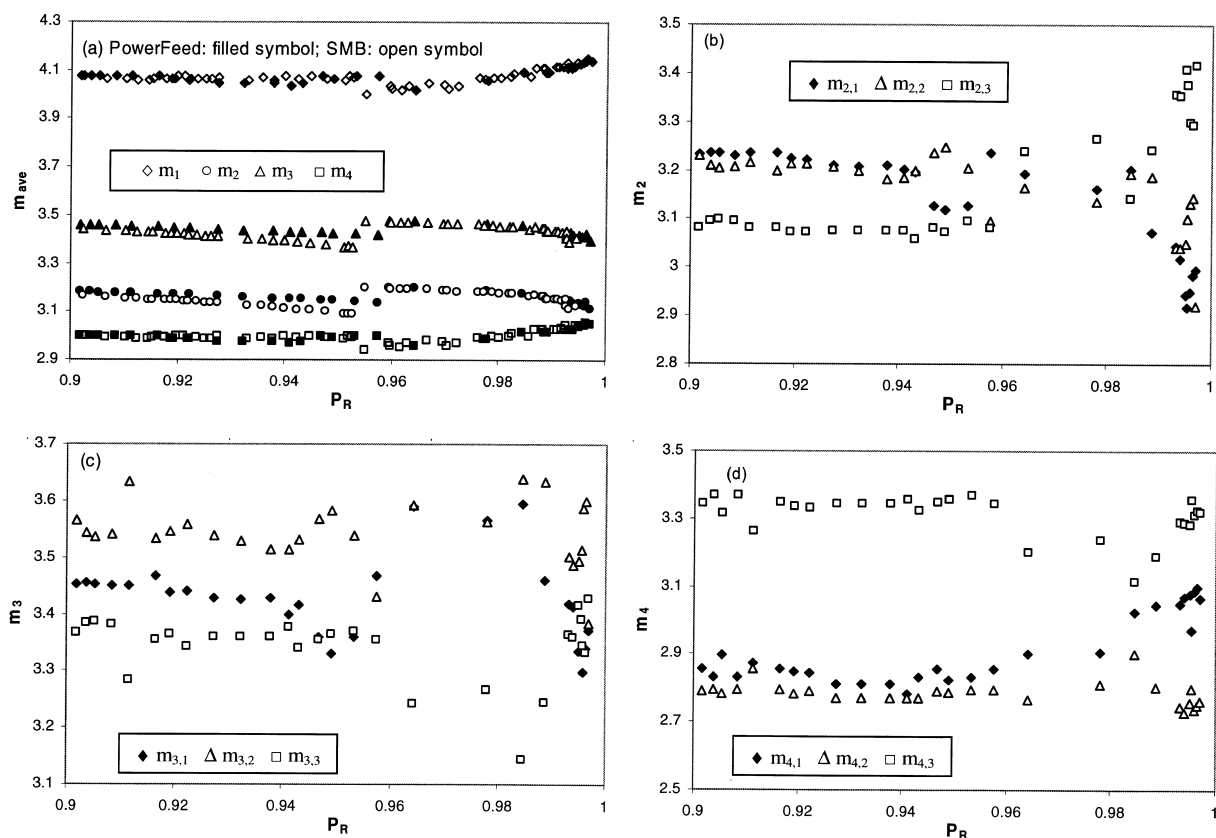 (a) PowerFeed: filled symbol; SMB: open symbol
4.3
4.1
3.9
3.7
3.5
3.3
3.1
2.9
m_ave
◇ m₁ ○ m₂ △ m₃ □ m₄
0.9 0.92 0.94 0.96 0.98 1
P_R
(b)
3.5
3.4
3.3
3.2
3.1
3
2.9
2.8
m₂
◆ m₂,₁ △ m₂,₂ □ m₂,₃
0.9 0.92 0.94 0.96 0.98 1
P_R
(c)
3.7
3.6
3.5
3.4
3.3
3.2
3.1
m₃
◆ m₃,₁ △ m₃,₂ □ m₃,₃
0.9 0.92 0.94 0.96 0.98 1
P_R
(d)
3.5
3.3
3.1
2.9
2.7
2.5
m₄
◆ m₄,₁ △ m₄,₂ □ m₄,₃
0.9 0.92 0.94 0.96 0.98 1
P_R